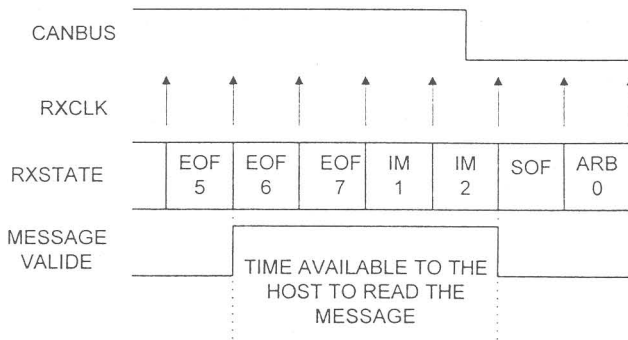 CANBUS
RXCLK
RXSTATE
EOF 5
EOF 6
EOF 7
IM 1
IM 2
SOF
ARB 0
MESSAGE
VALIDE
TIME AVAILABLE TO THE
HOST TO READ THE
MESSAGE